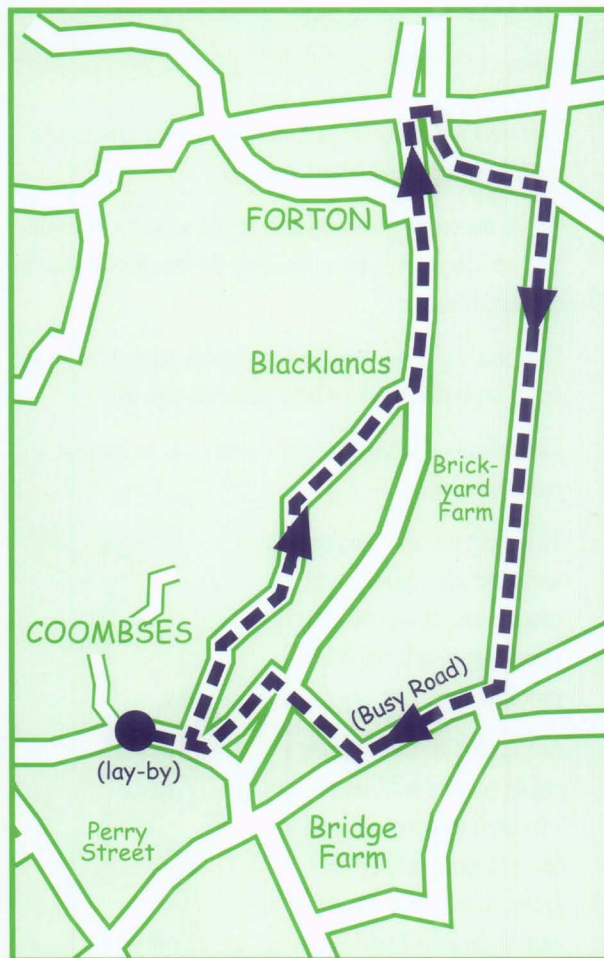 FORTON
Blacklands
Brick-
yard
Farm
COOMBSES
(Busy Road)
(lay-by)
Perry
Street
Bridge
Farm